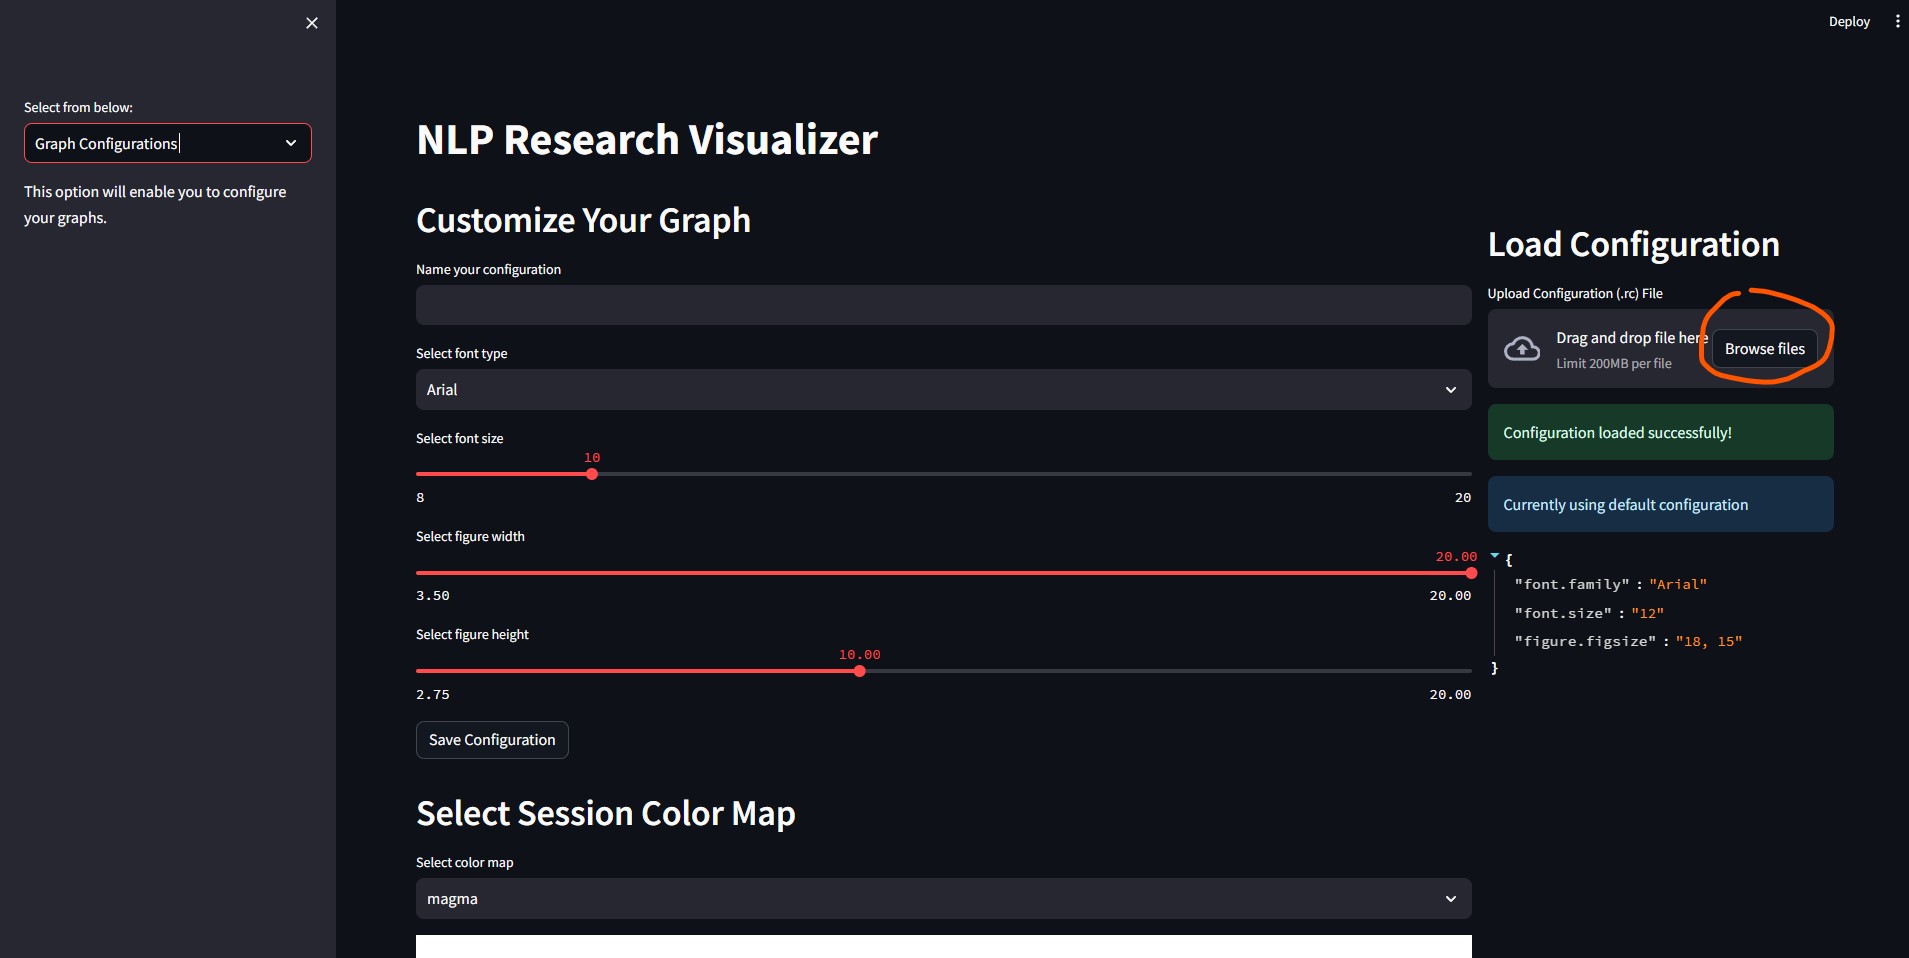 Deploy
Select from below:
Graph Configurations
This option will enable you to configure
your graphs.
NLP Research Visualizer
Customize Your Graph
Name your configuration
Select font type
Arial
Select font size
10
8
20
Select figure width
20.00
3.50
20.00
Select figure height
10.00
2.75
20.00
Save Configuration
Select Session Color Map
Select color map
magma
Load Configuration
Upload Configuration (.rc) File
Drag and drop file here
Limit 200MB per file
Browse files
Configuration loaded successfully!
Currently using default configuration
{
"font.family" : "Arial"
"font.size" : "12"
"figure.figsize" : "18, 15"
}